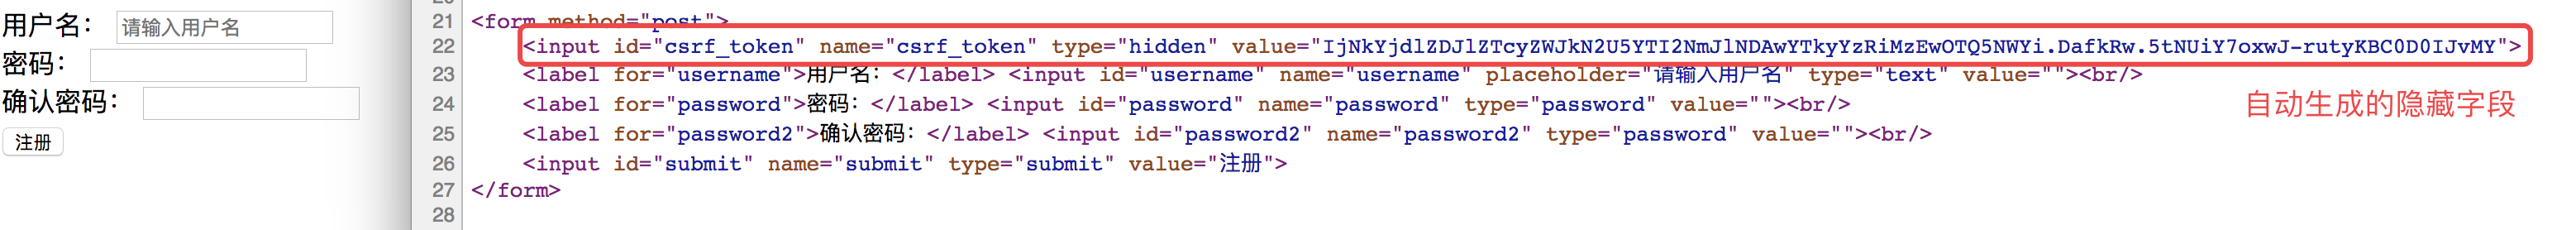 用户名： 请输入用户名
密码：
确认密码：
注册
21 <form method="post">
22 <input id="csrf_token" name="csrf_token" type="hidden" value="IjNkYjdlZDJlZTcyZWJkN2U5YTI2NmJlNDAwYTkyYzRiMzEwOTQ5NWYi.DafkRw.5tNUiY7oxwJ-rutyKBC0D0IJvMY">
23 <label for="username">用户名：</label> <input id="username" name="username" placeholder="请输入用户名" type="text" value=""><br/>
24 <label for="password">密码：</label> <input id="password" name="password" type="password" value=""><br/>
自动生成的隐藏字段
25 <label for="password2">确认密码：</label> <input id="password2" name="password2" type="password" value=""><br/>
26 <input id="submit" name="submit" type="submit" value="注册">
27 </form>
28